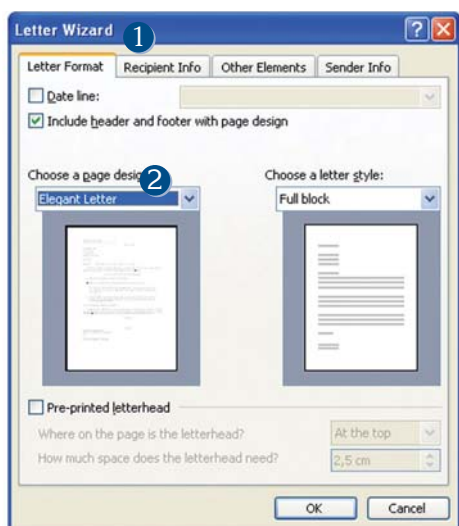 Letter Wizard
1
Letter Format Recipient Info Other Elements Sender Info
Date line:
Include header and footer with page design
Choose a page 2 Choose a letter style:
Elegant Letter Full block
Pre-printed letterhead
Where on the page is the letterhead? At the top
How much space does the letterhead need? 2,5 cm
OK Cancel